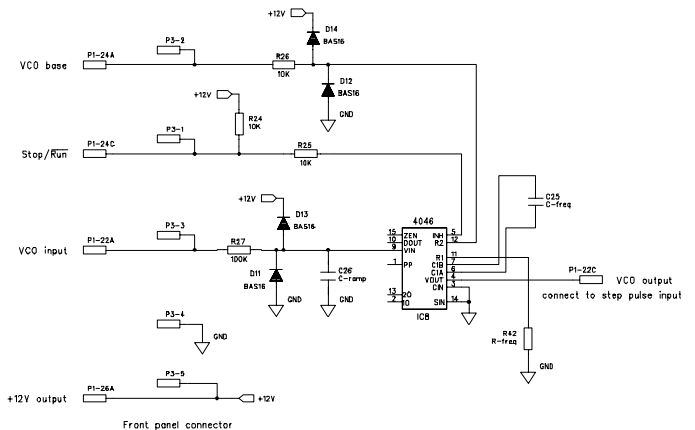 +12V
D14
BAS16
P3-2
P1-24A
VCO base
R26
10K
D12
BAS16
GND
+12V
R24
10K
P3-1
P1-24C
Stop/Run
R25
10K
C25
C-freq
+12V
D13
BAS16
P3-3
P1-22A
VCO input
R27
100K
D11
BAS16
GND
C26
C-ramp
GND
4046
15 ZEN INH 5
10 DOUT R2 12
9 VIN
R1 11
1 PP C1B 7
C1A 6
VOUT 4
CIN 3
13 2O
2 1O SIN 14
IC8
P1-22C
VCO output
connect to step pulse input
R42
R-freq
GND
P3-4
GND
P3-5
P1-26A
+12V output
+12V
Front panel connector